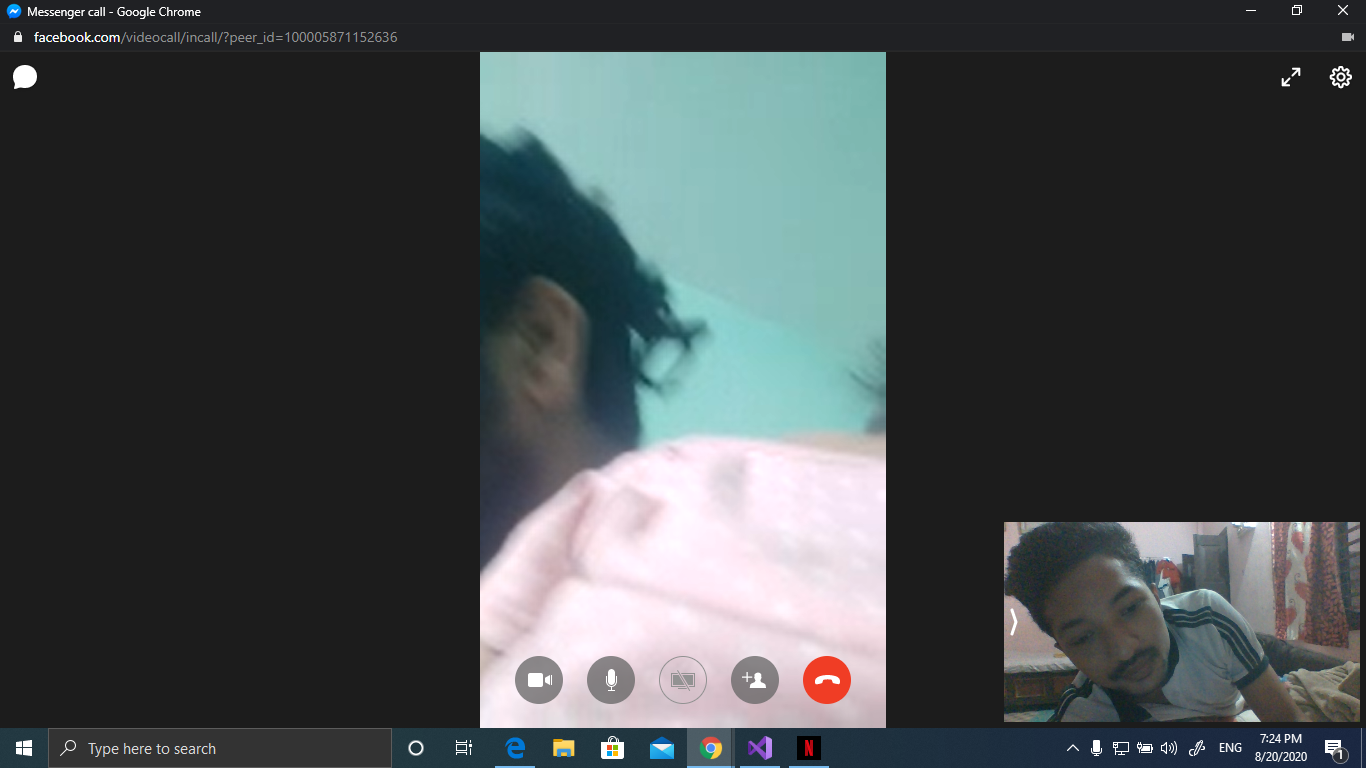 Messenger call - Google Chrome
facebook.com/videocall/incall/?peer_id=100005871152636
Type here to search
ENG
7:24 PM
8/20/2020
1